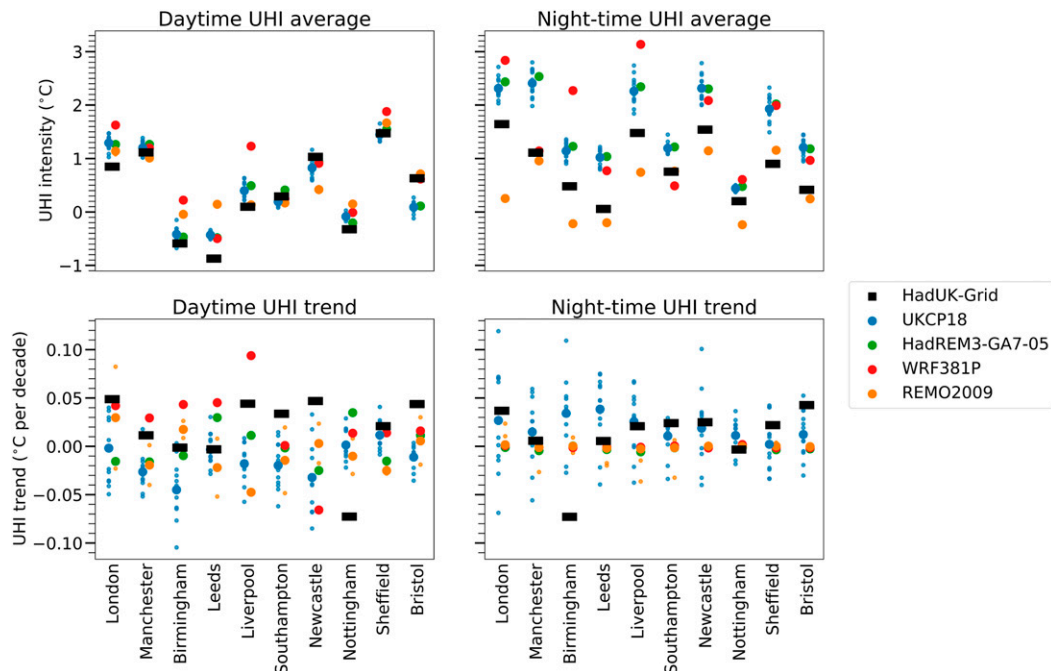 Daytime UHI average
Night-time UHI average
UHI intensity (°C)
3
2
1
0
−1
Daytime UHI trend
Night-time UHI trend
UHI trend (°C per decade)
0.10
0.05
0.00
−0.05
−0.10
HadUK-Grid
UKCP18
HadREM3-GA7-05
WRF381P
REMO2009
London
Manchester
Birmingham
Leeds
Liverpool
Southampton
Newcastle
Nottingham
Sheffield
Bristol
London
Manchester
Birmingham
Leeds
Liverpool
Southampton
Newcastle
Nottingham
Sheffield
Bristol